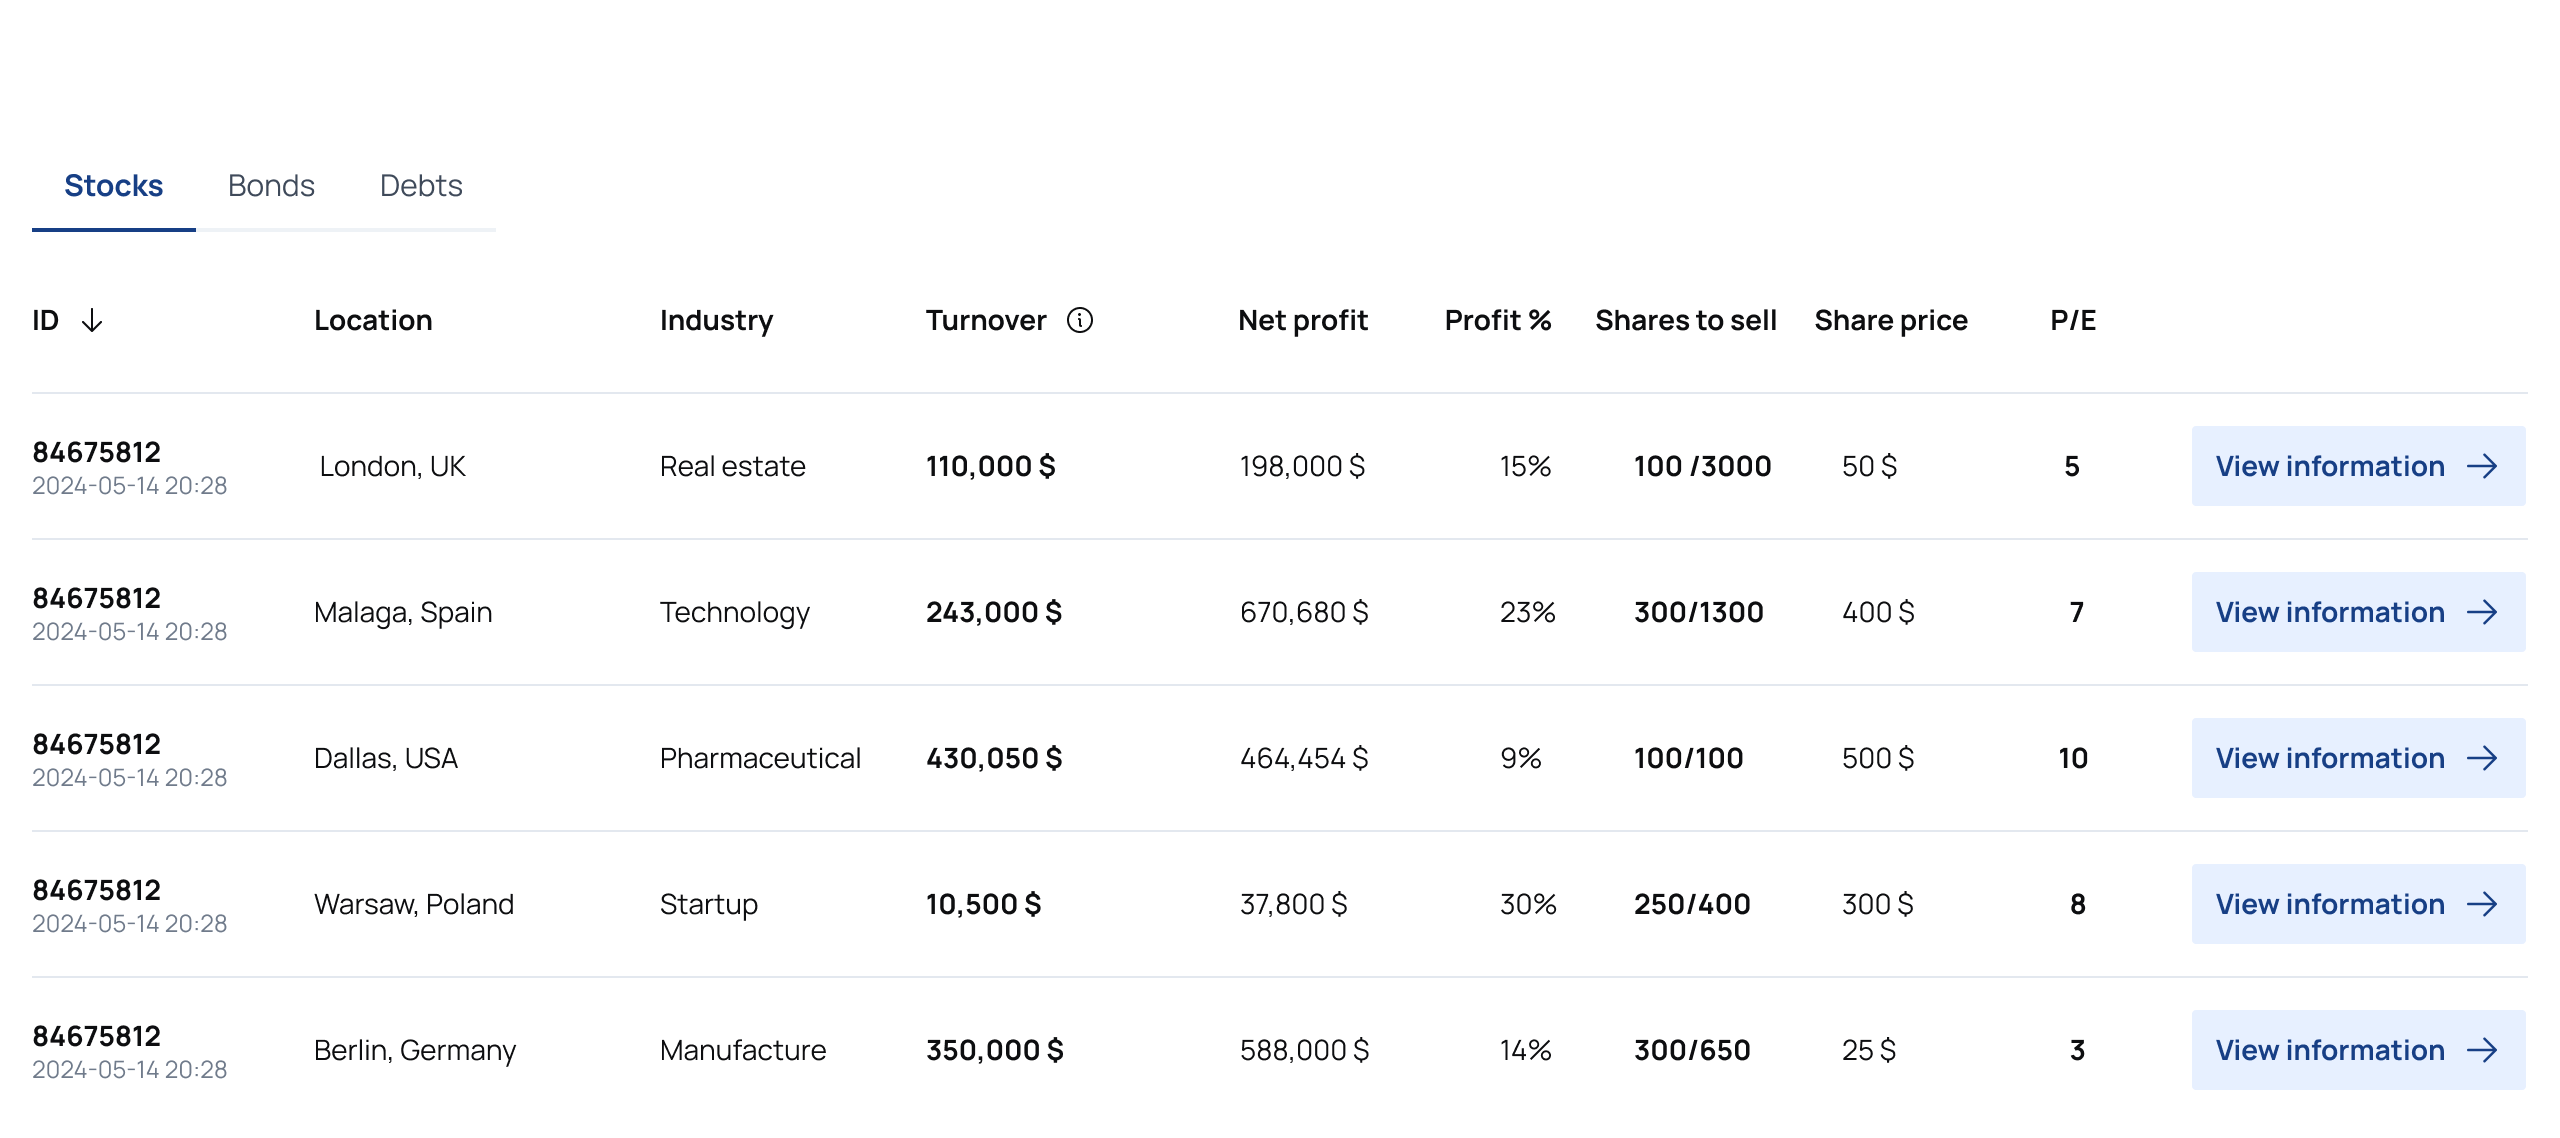 Stocks Bonds Debts
ID ↓ Location Industry Turnover Net profit Profit % Shares to sell Share price P/E
84675812
2024-05-14 20:28
London, UK Real estate 110,000 $ 198,000 $ 15% 100 /3000 50 $ 5 View information →
84675812
2024-05-14 20:28
Malaga, Spain Technology 243,000 $ 670,680 $ 23% 300/1300 400 $ 7 View information →
84675812
2024-05-14 20:28
Dallas, USA Pharmaceutical 430,050 $ 464,454 $ 9% 100/100 500 $ 10 View information →
84675812
2024-05-14 20:28
Warsaw, Poland Startup 10,500 $ 37,800 $ 30% 250/400 300 $ 8 View information →
84675812
2024-05-14 20:28
Berlin, Germany Manufacture 350,000 $ 588,000 $ 14% 300/650 25 $ 3 View information →